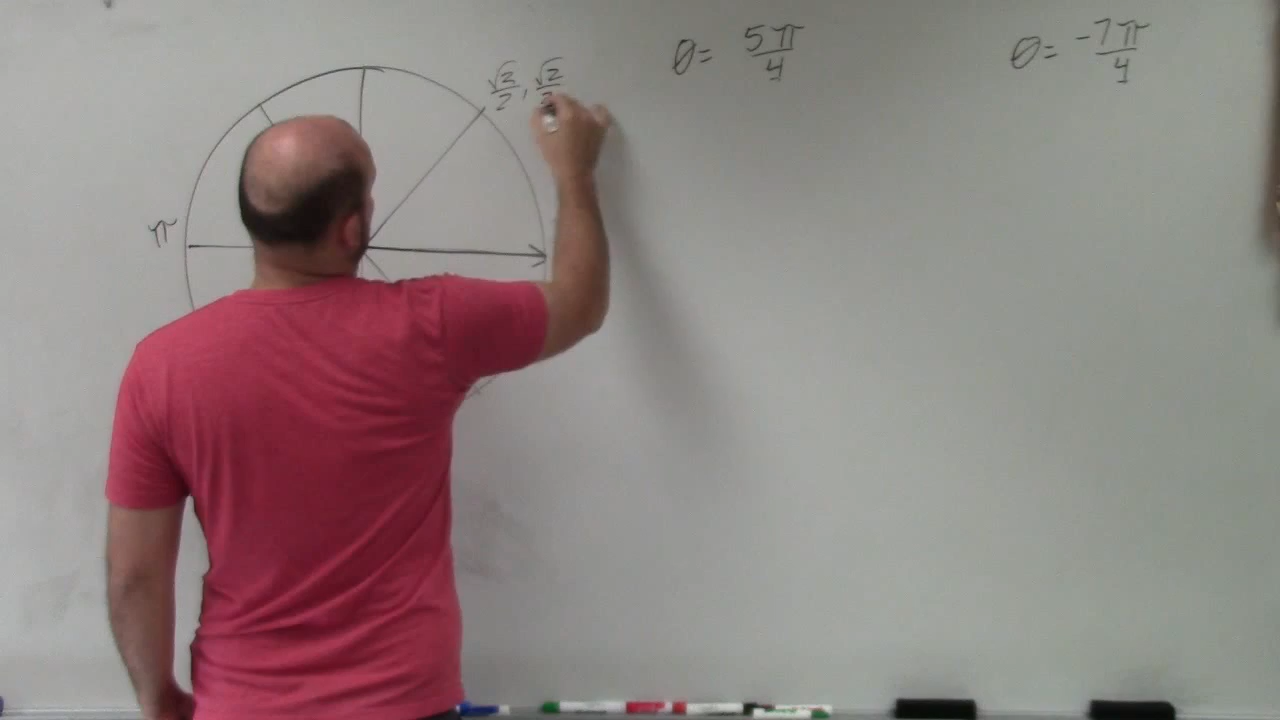 √2/2, √2/2
θ= 5π/4
θ= -7π/4
π